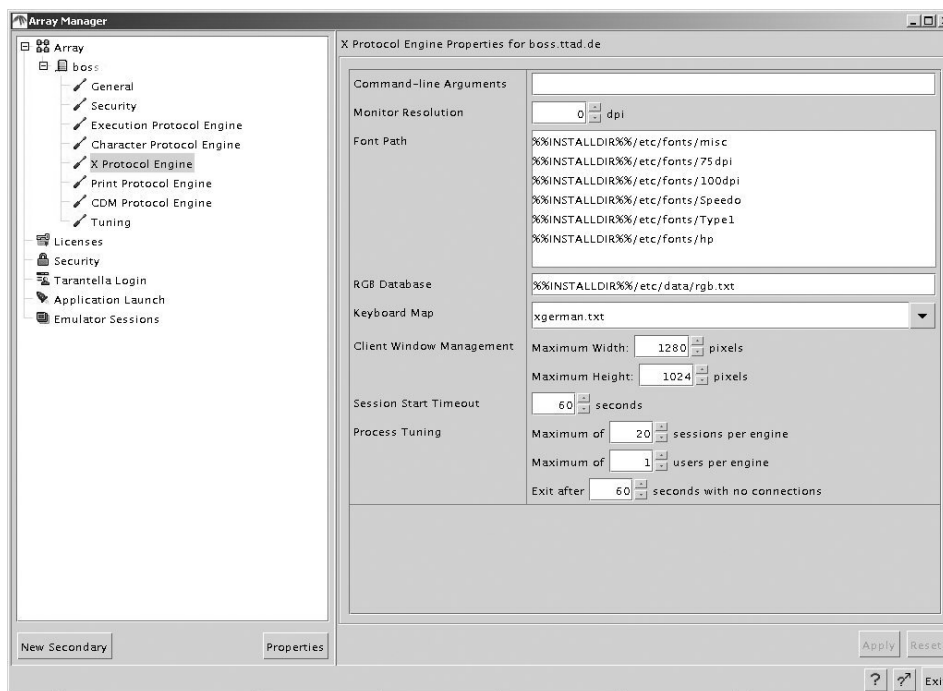 Array Manager
Array
boss
General
Security
Execution Protocol Engine
Character Protocol Engine
X Protocol Engine
Print Protocol Engine
CDM Protocol Engine
Tuning
Licenses
Security
Tarantella Login
Application Launch
Emulator Sessions
New Secondary
Properties
X Protocol Engine Properties for boss.ttad.de
Command-line Arguments
Monitor Resolution 0 dpi
Font Path
%%INSTALLDIR%%/etc/fonts/misc
%%INSTALLDIR%%/etc/fonts/75dpi
%%INSTALLDIR%%/etc/fonts/100dpi
%%INSTALLDIR%%/etc/fonts/Speedo
%%INSTALLDIR%%/etc/fonts/Type1
%%INSTALLDIR%%/etc/fonts/hp
RGB Database %%INSTALLDIR%%/etc/data/rgb.txt
Keyboard Map xgerman.txt
Client Window Management Maximum Width: 1280 pixels
Maximum Height: 1024 pixels
Session Start Timeout 60 seconds
Process Tuning Maximum of 20 sessions per engine
Maximum of 1 users per engine
Exit after 60 seconds with no connections
Apply Reset
? ? Exi